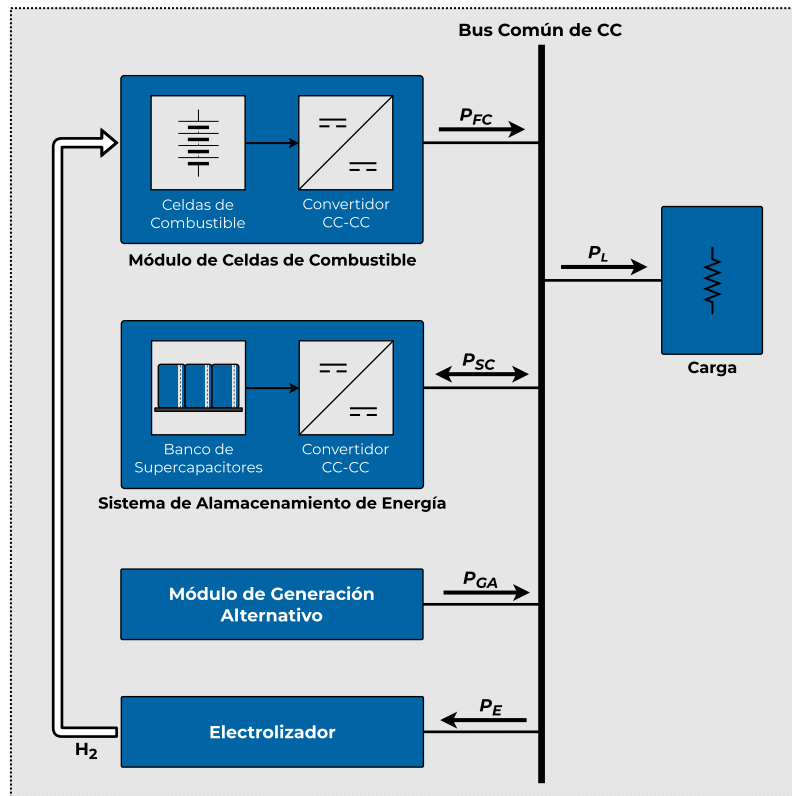 Bus Común de CC
P_FC
Celdas de
Combustible
Convertidor
CC-CC
Módulo de Celdas de Combustible
P_L
Carga
P_SC
Banco de
Supercapacitores
Convertidor
CC-CC
Sistema de Alamacenamiento de Energía
P_GA
Módulo de Generación
Alternativo
P_E
Electrolizador
H₂